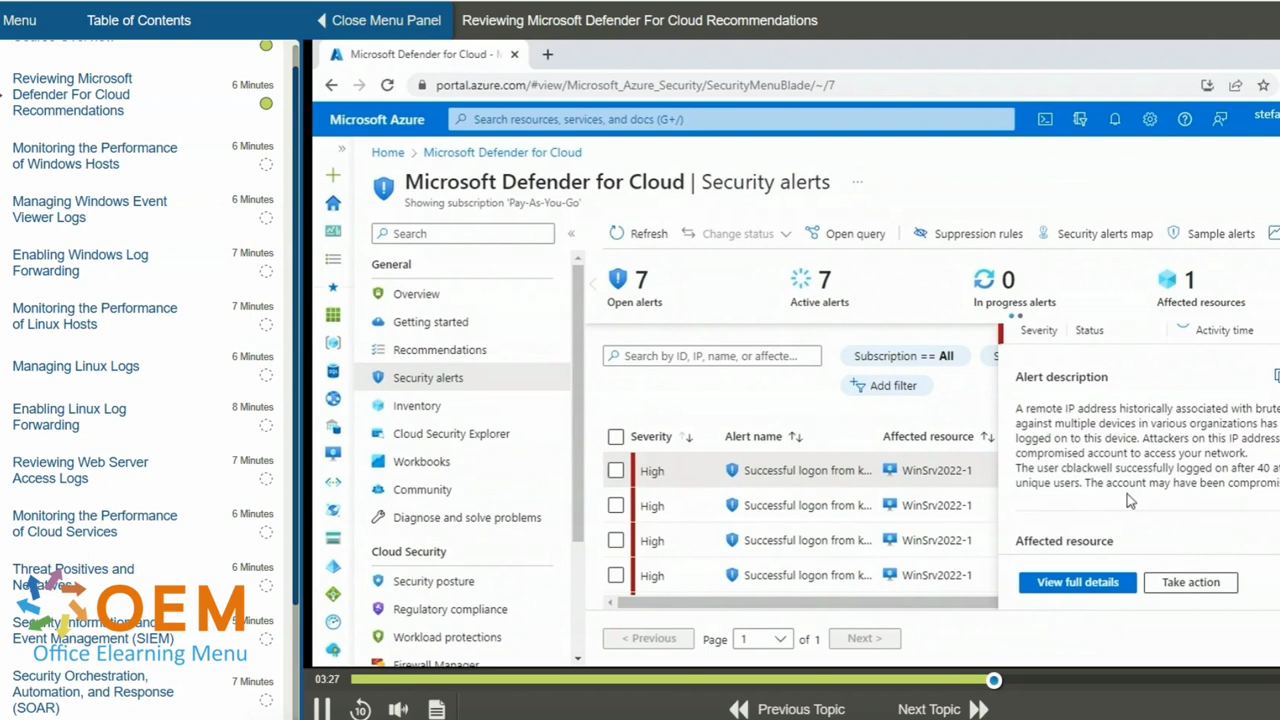 Menu
Table of Contents
Close Menu Panel
Reviewing Microsoft Defender For Cloud Recommendations
Reviewing Microsoft
Defender For Cloud
Recommendations
6 Minutes
Monitoring the Performance
of Windows Hosts
6 Minutes
Managing Windows Event
Viewer Logs
6 Minutes
Enabling Windows Log
Forwarding
7 Minutes
Monitoring the Performance
of Linux Hosts
7 Minutes
Managing Linux Logs
6 Minutes
Enabling Linux Log
Forwarding
8 Minutes
Reviewing Web Server
Access Logs
7 Minutes
Monitoring the Performance
of Cloud Services
6 Minutes
Threat Positives and
6 Minutes
Event Management (SIEM)
Minutes
Security Orchestration,
Automation, and Response
(SOAR)
7 Minutes
OEM
Office Elearning Menu
Microsoft Defender for Cloud -
portal.azure.com/#view/Microsoft_Azure_Security/SecurityMenuBlade/~/7
Microsoft Azure
Search resources, services, and docs (G+/)
stefa
Home > Microsoft Defender for Cloud
Microsoft Defender for Cloud | Security alerts
Showing subscription 'Pay-As-You-Go'
Search
General
Overview
Getting started
Recommendations
Security alerts
Inventory
Cloud Security Explorer
Workbooks
Community
Diagnose and solve problems
Cloud Security
Security posture
Regulatory compliance
Workload protections
Firewall Manager
Refresh
Change status
Open query
Suppression rules
Security alerts map
Sample alerts
7
Open alerts
7
Active alerts
0
In progress alerts
1
Affected resources
Search by ID, IP, name, or affecte...
Subscription == All
S
Add filter
Severity
Alert name
Affected resource
High
Successful logon from k...
WinSrv2022-1
High
Successful logon from k...
WinSrv2022-1
High
Successful logon from k...
WinSrv2022-1
High
Successful logon from k...
WinSrv2022-1
< Previous
Page
1
of 1
Next >
Severity
Status
Activity time
Alert description
A remote IP address historically associated with brute
against multiple devices in various organizations has
logged on to this device. Attackers on this IP address
compromised account to access your network.
The user cblackwell successfully logged on after 40 a
unique users. The account may have been compromi
Affected resource
View full details
Take action
03:27
10
Previous Topic
Next Topic